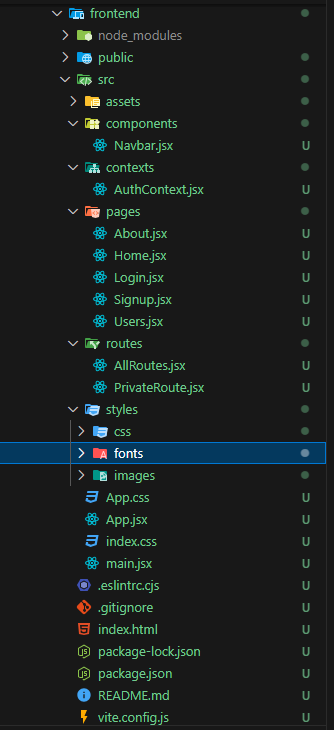 frontend
node_modules
public
src
assets
components
Navbar.jsx U
contexts
AuthContext.jsx U
pages
About.jsx U
Home.jsx U
Login.jsx U
Signup.jsx U
Users.jsx U
routes
AllRoutes.jsx U
PrivateRoute.jsx U
styles
css
fonts
images
App.css U
App.jsx U
index.css U
main.jsx U
.eslintrc.cjs U
.gitignore U
index.html U
package-lock.json U
package.json U
README.md U
vite.config.js U